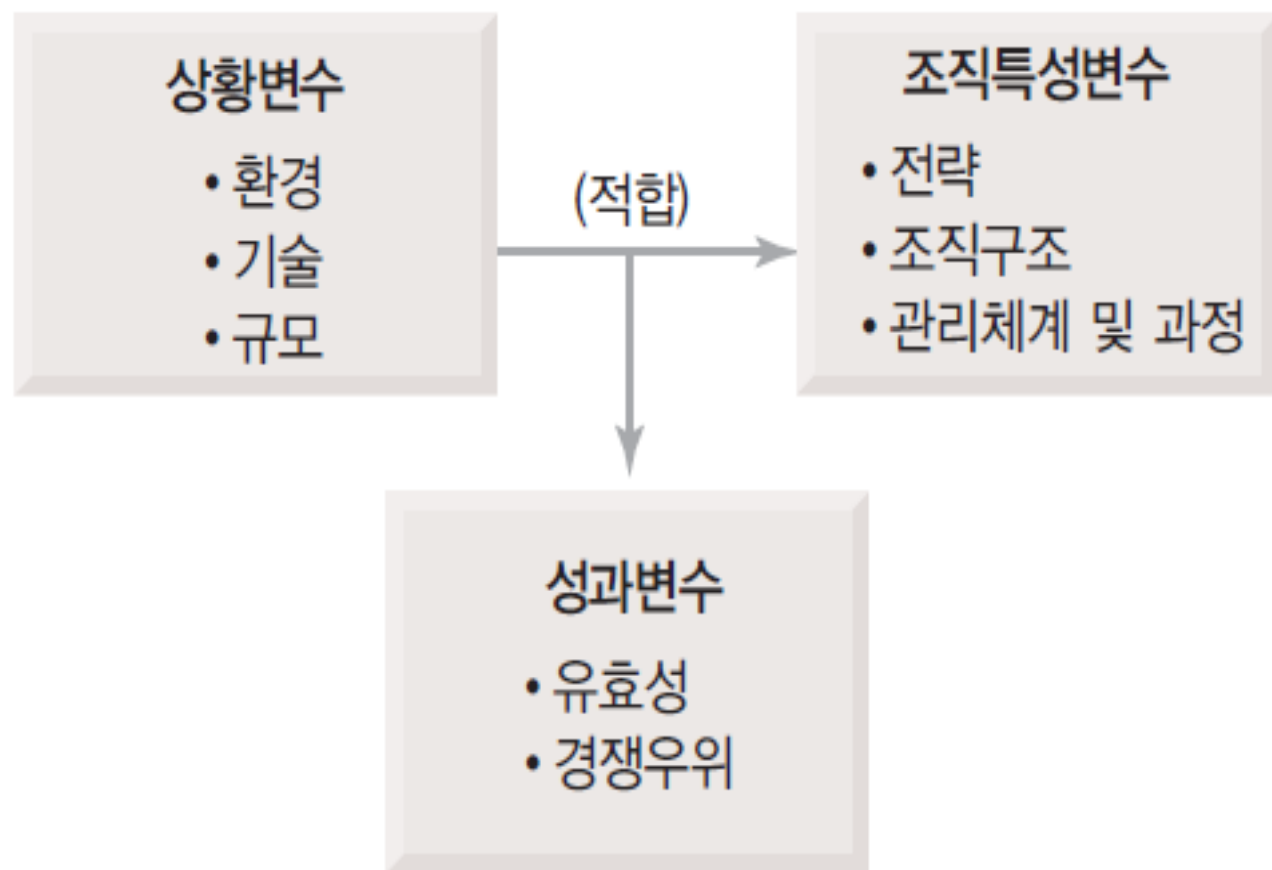 상황변수
• 환경
• 기술
• 규모
(적합)
조직특성변수
• 전략
• 조직구조
• 관리체계 및 과정
성과변수
• 유효성
• 경쟁우위